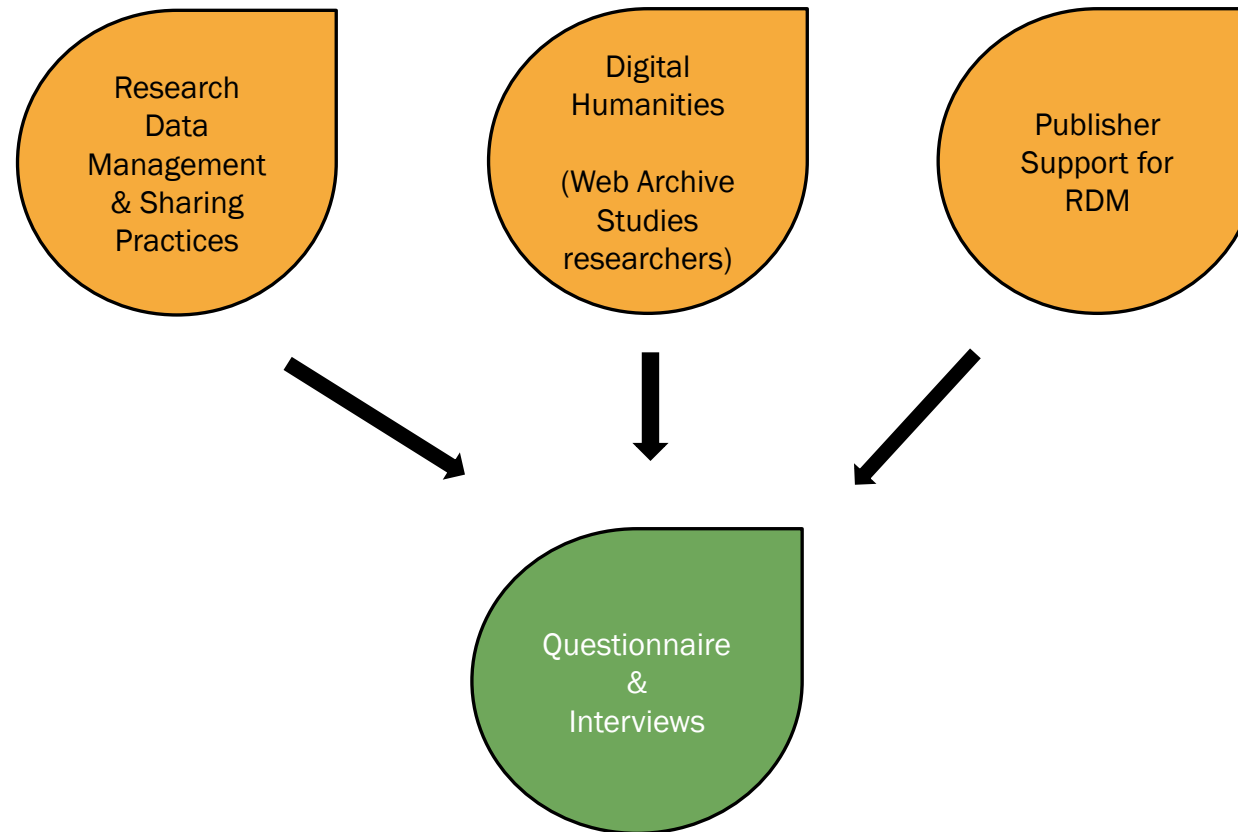 Research
Data
Management
& Sharing
Practices
Digital
Humanities
(Web Archive
Studies
researchers)
Publisher
Support for
RDM
Questionnaire
&
Interviews